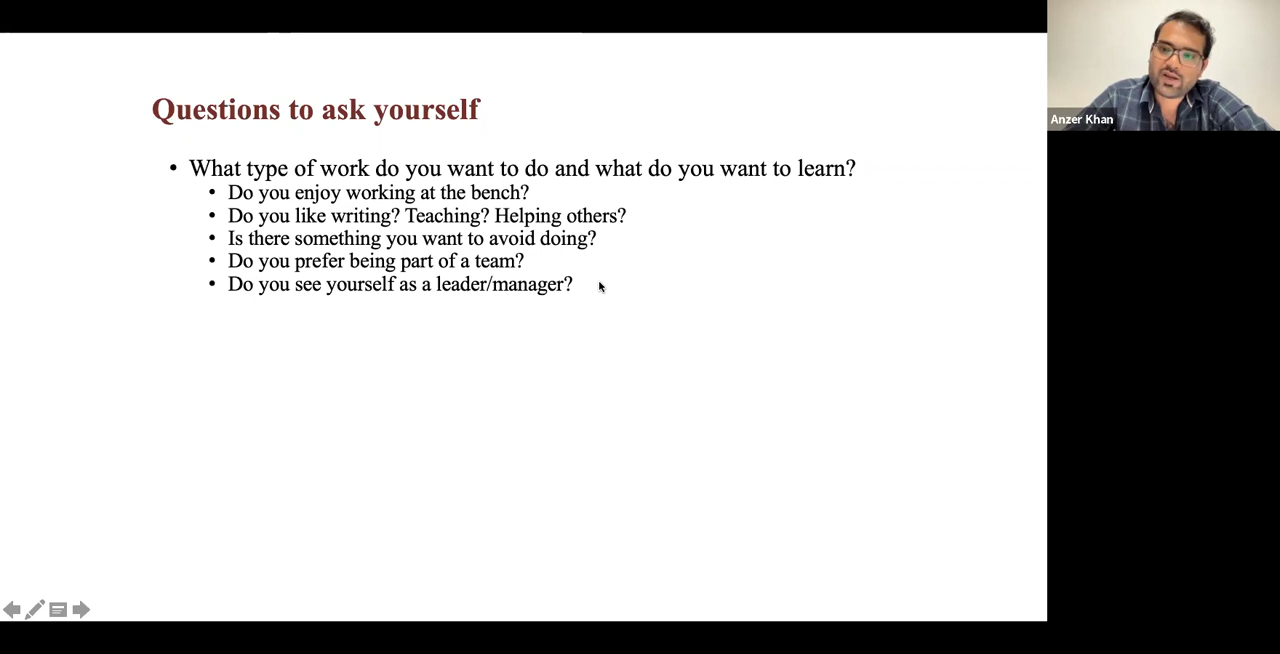 Questions to ask yourself
• What type of work do you want to do and what do you want to learn?
• Do you enjoy working at the bench?
• Do you like writing? Teaching? Helping others?
• Is there something you want to avoid doing?
• Do you prefer being part of a team?
• Do you see yourself as a leader/manager?
Anzer Khan